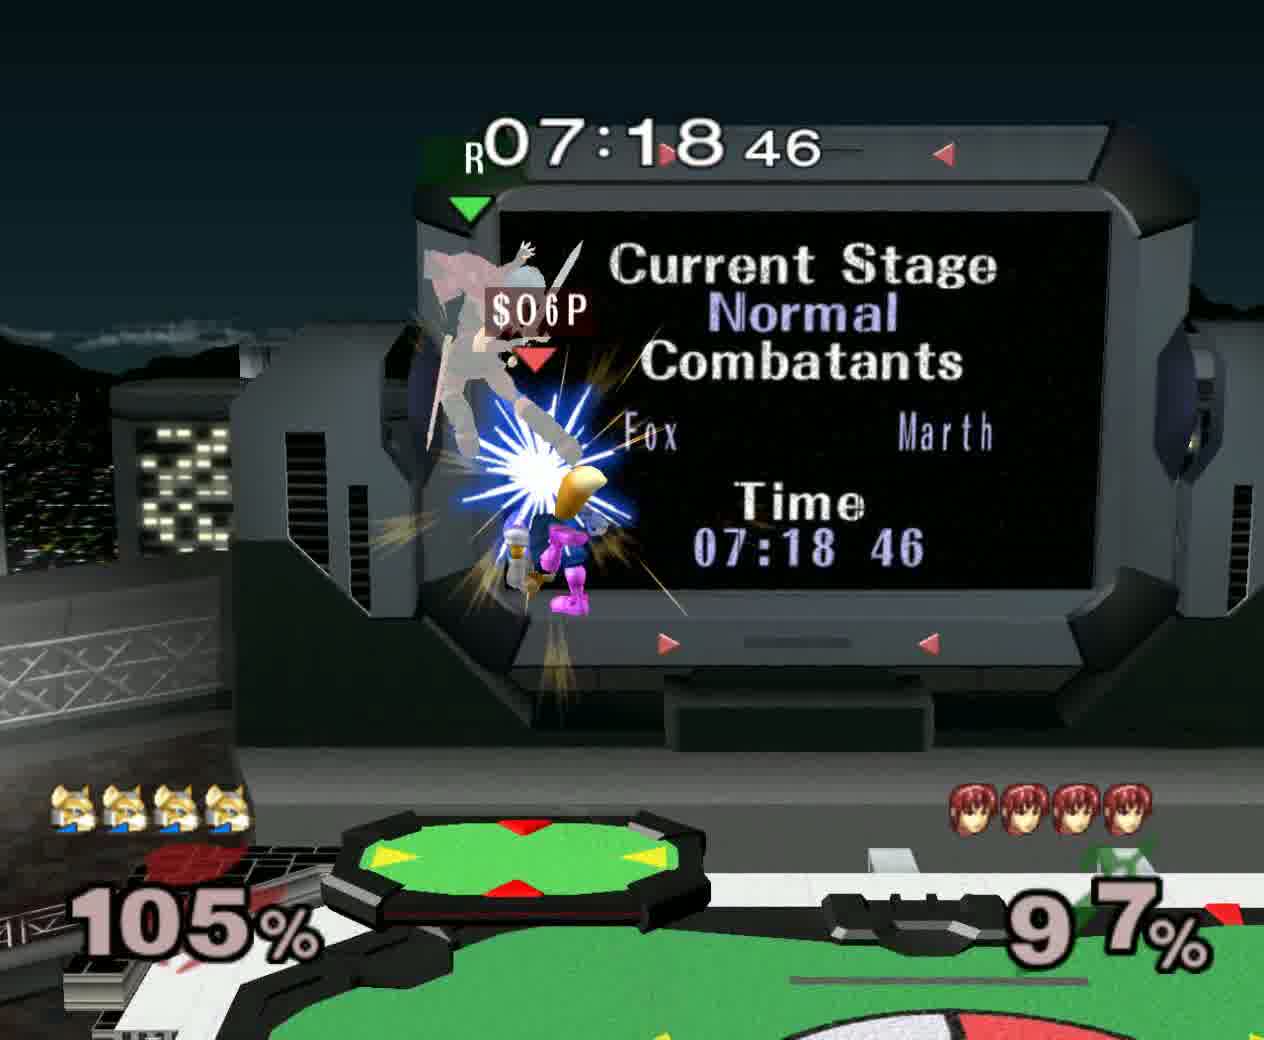 R07:18 46
$06P
Current Stage
Normal
Combatants
Fox Marth
Time
07:18 46
105% 97%